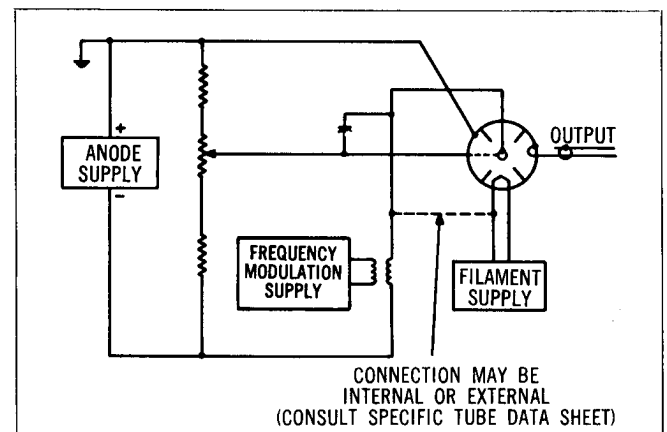 +
ANODE
SUPPLY
-
OUTPUT
FREQUENCY
MODULATION
SUPPLY
FILAMENT
SUPPLY
CONNECTION MAY BE
INTERNAL OR EXTERNAL
(CONSULT SPECIFIC TUBE DATA SHEET)